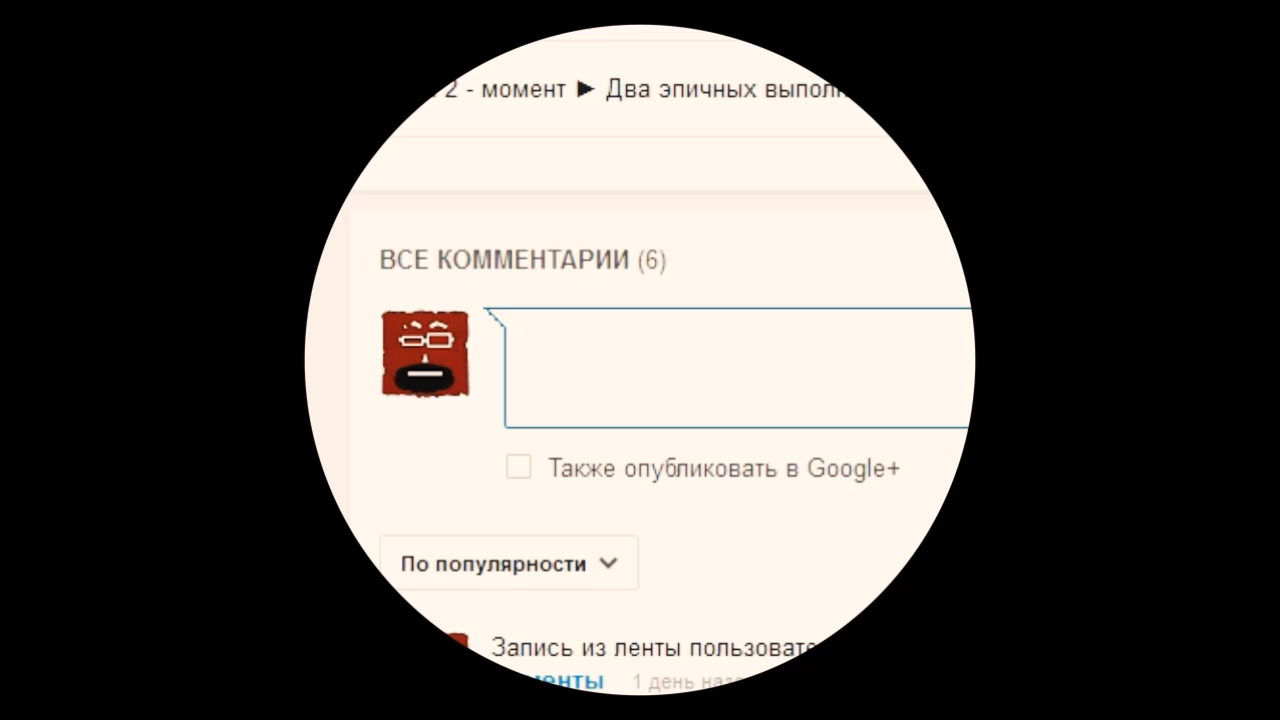 2 - момент ► Два эпичных
ВСЕ КОММЕНТАРИИ (6)
Также опубликовать в Google+
По популярности
Запись из ленты
1 день